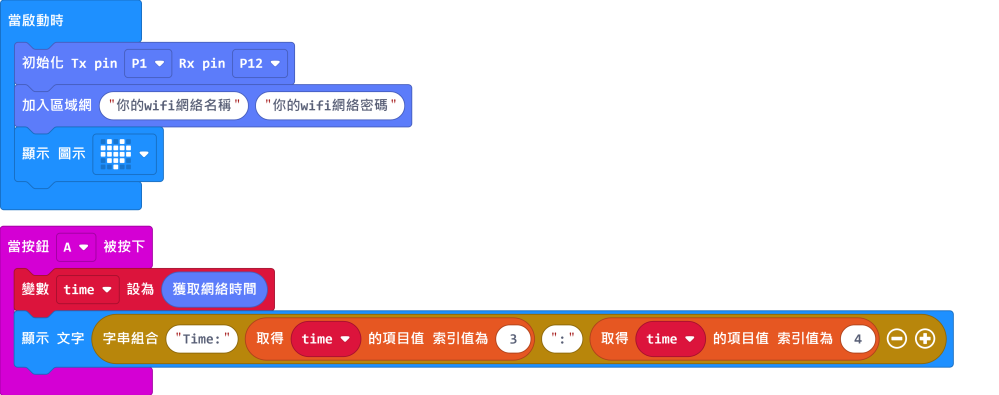 當啟動時
初始化 Tx pin P1 Rx pin P12
加入區域網 "你的wifi網絡名稱" "你的wifi網絡密碼"
顯示 圖示
當按鈕 A 被按下
變數 time 設為 獲取網絡時間
顯示 文字 字串組合 "Time:" 取得 time 的項目值 索引值為 3 ":" 取得 time 的項目值 索引值為 4